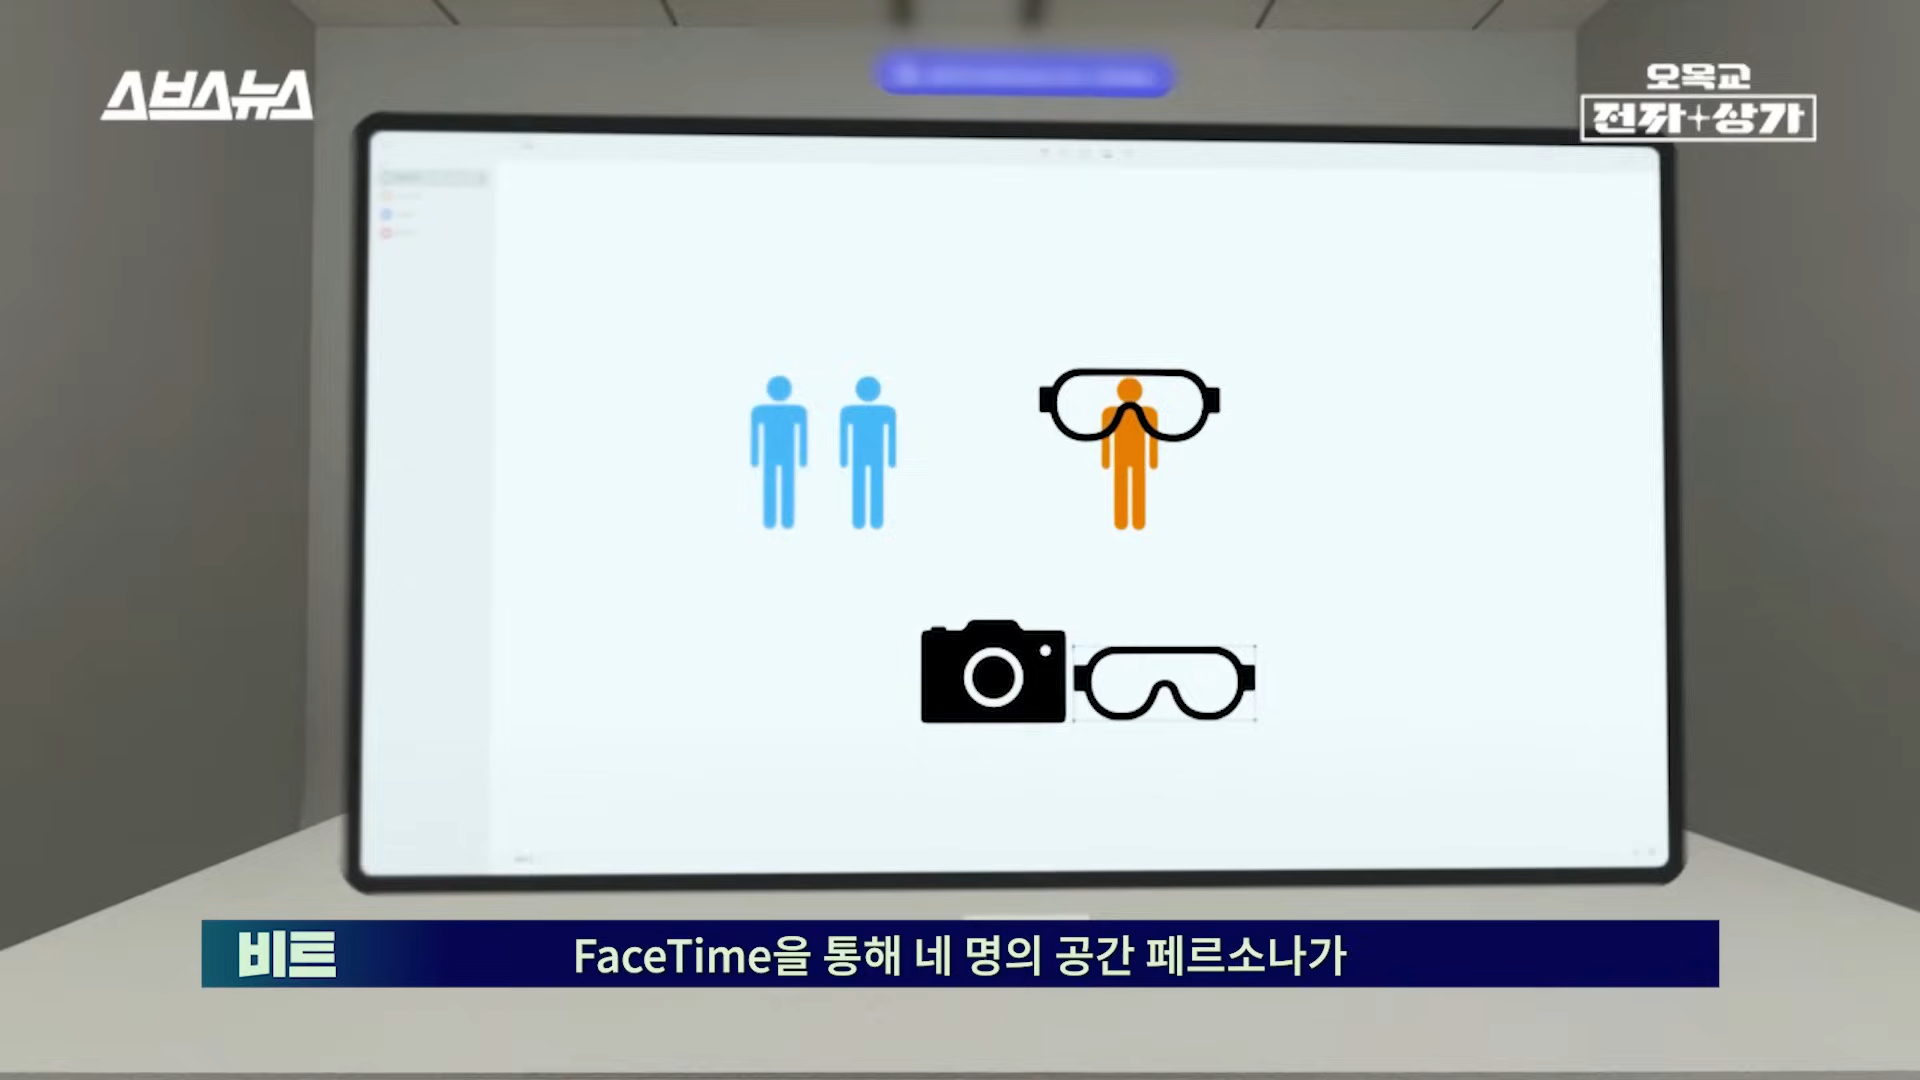 스브스뉴스
오목교
전자+상가
비트
FaceTime을 통해 네 명의 공간 페르소나가